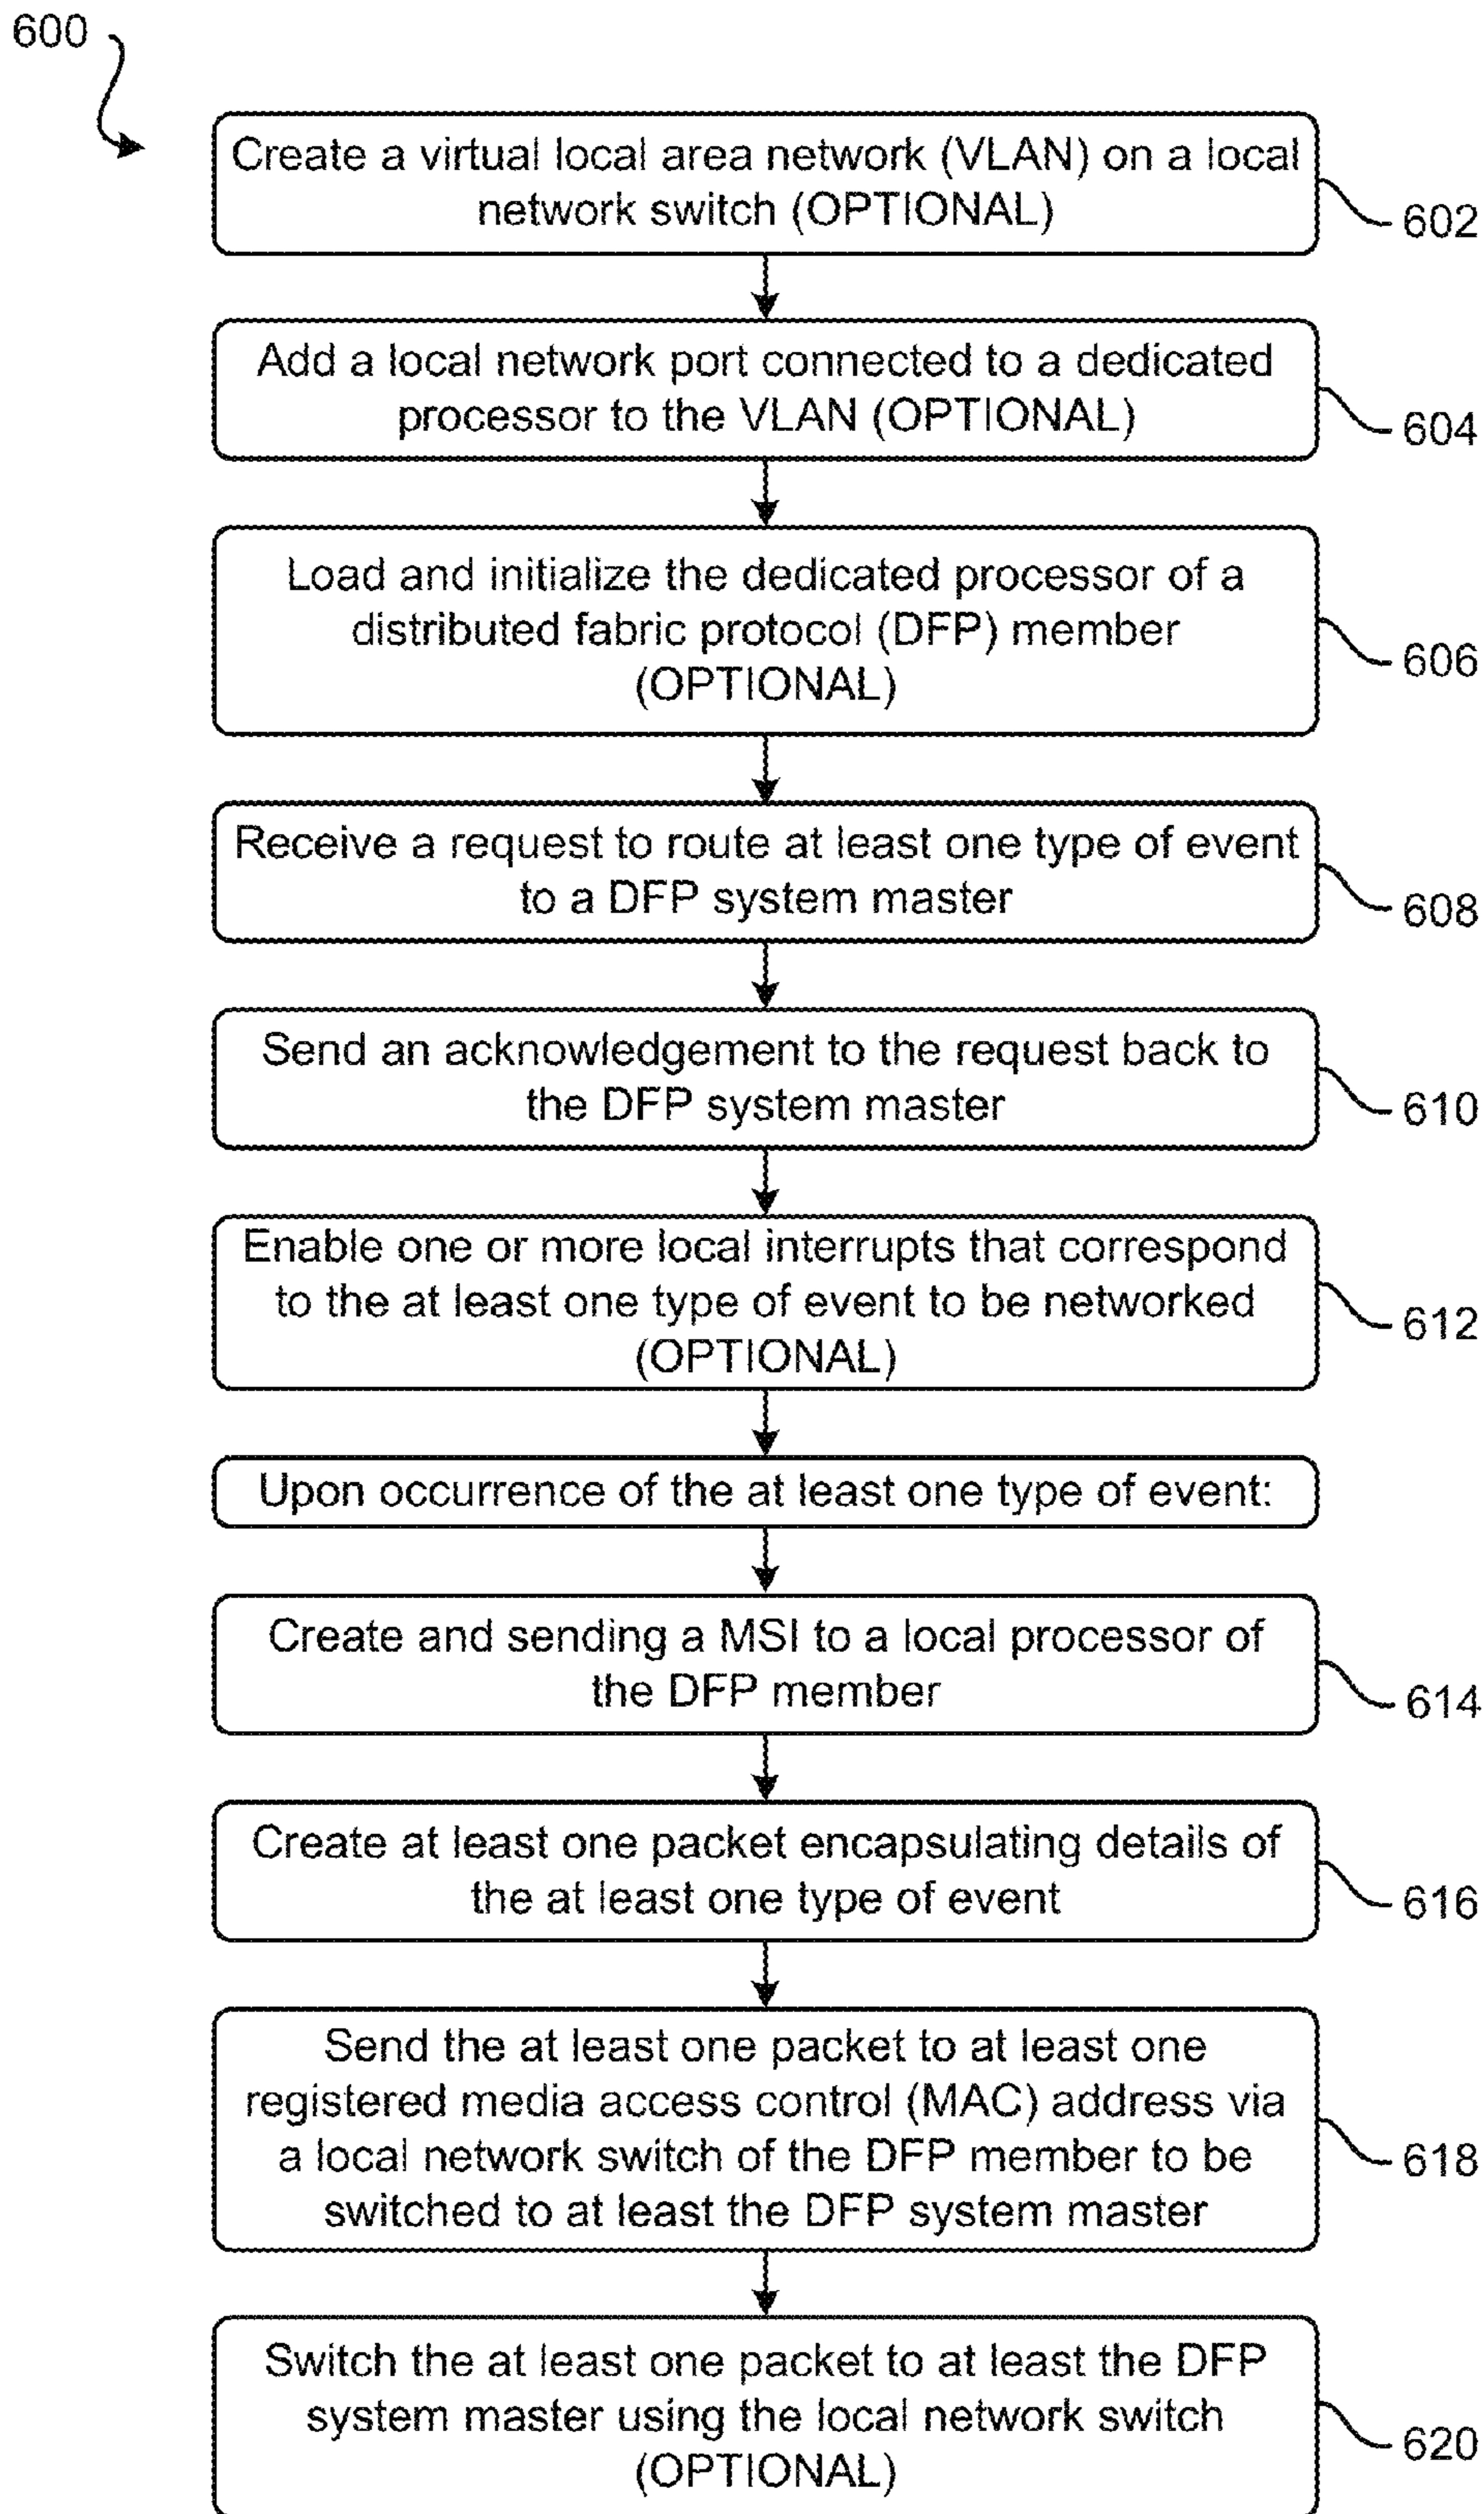 600
Create a virtual local area network (VLAN) on a local
network switch (OPTIONAL)
602
Add a local network port connected to a dedicated
processor to the VLAN (OPTIONAL)
604
Load and initialize the dedicated processor of a
distributed fabric protocol (DFP) member
(OPTIONAL)
606
Receive a request to route at least one type of event
to a DFP system master
608
Send an acknowledgement to the request back to
the DFP system master
610
Enable one or more local interrupts that correspond
to the at least one type of event to be networked
(OPTIONAL)
612
Upon occurrence of the at least one type of event:
Create and sending a MSI to a local processor of
the DFP member
614
Create at least one packet encapsulating details of
the at least one type of event
616
Send the at least one packet to at least one
registered media access control (MAC) address via
a local network switch of the DFP member to be
switched to at least the DFP system master
618
Switch the at least one packet to at least the DFP
system master using the local network switch
(OPTIONAL)
620